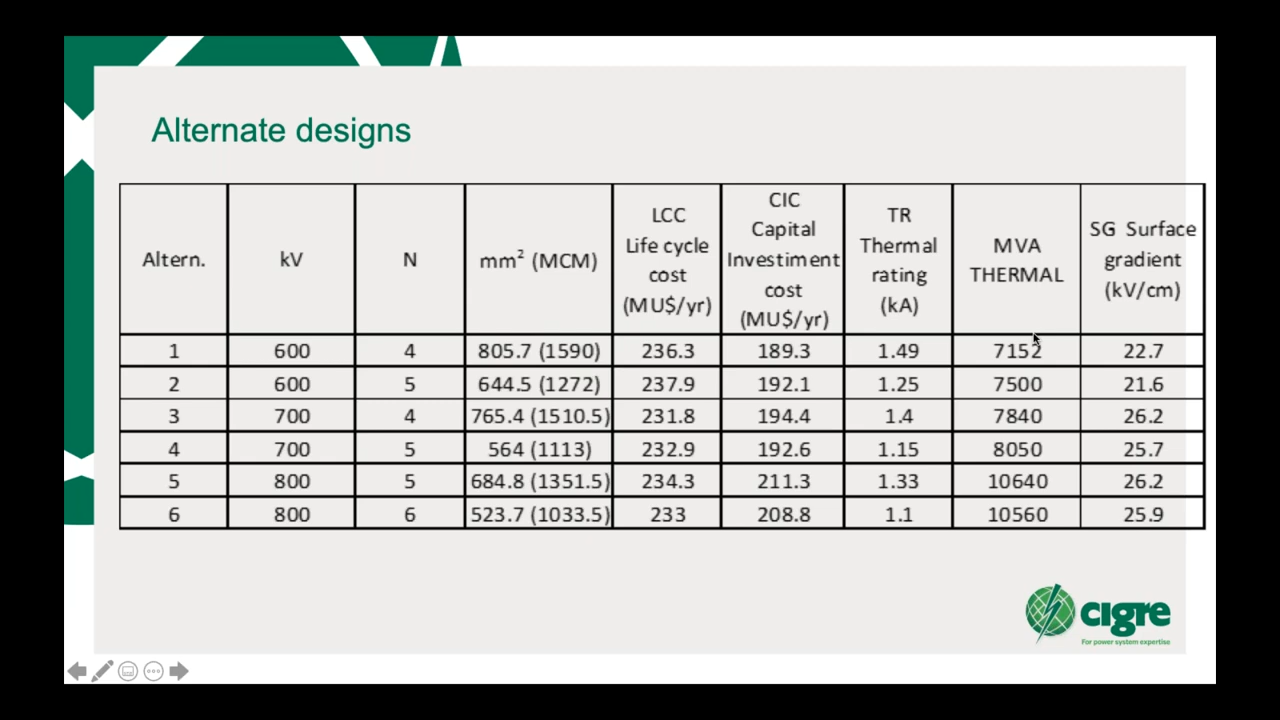 Alternate designs
Altern. kV N mm² (MCM) LCC Life cycle cost (MU$/yr) CIC Capital Investiment cost (MU$/yr) TR Thermal rating (kA) MVA THERMAL SG Surface gradient (kV/cm)
1 600 4 805.7 (1590) 236.3 189.3 1.49 7152 22.7
2 600 5 644.5 (1272) 237.9 192.1 1.25 7500 21.6
3 700 4 765.4 (1510.5) 231.8 194.4 1.4 7840 26.2
4 700 5 564 (1113) 232.9 192.6 1.15 8050 25.7
5 800 5 684.8 (1351.5) 234.3 211.3 1.33 10640 26.2
6 800 6 523.7 (1033.5) 233 208.8 1.1 10560 25.9
cigre
For power system expertise